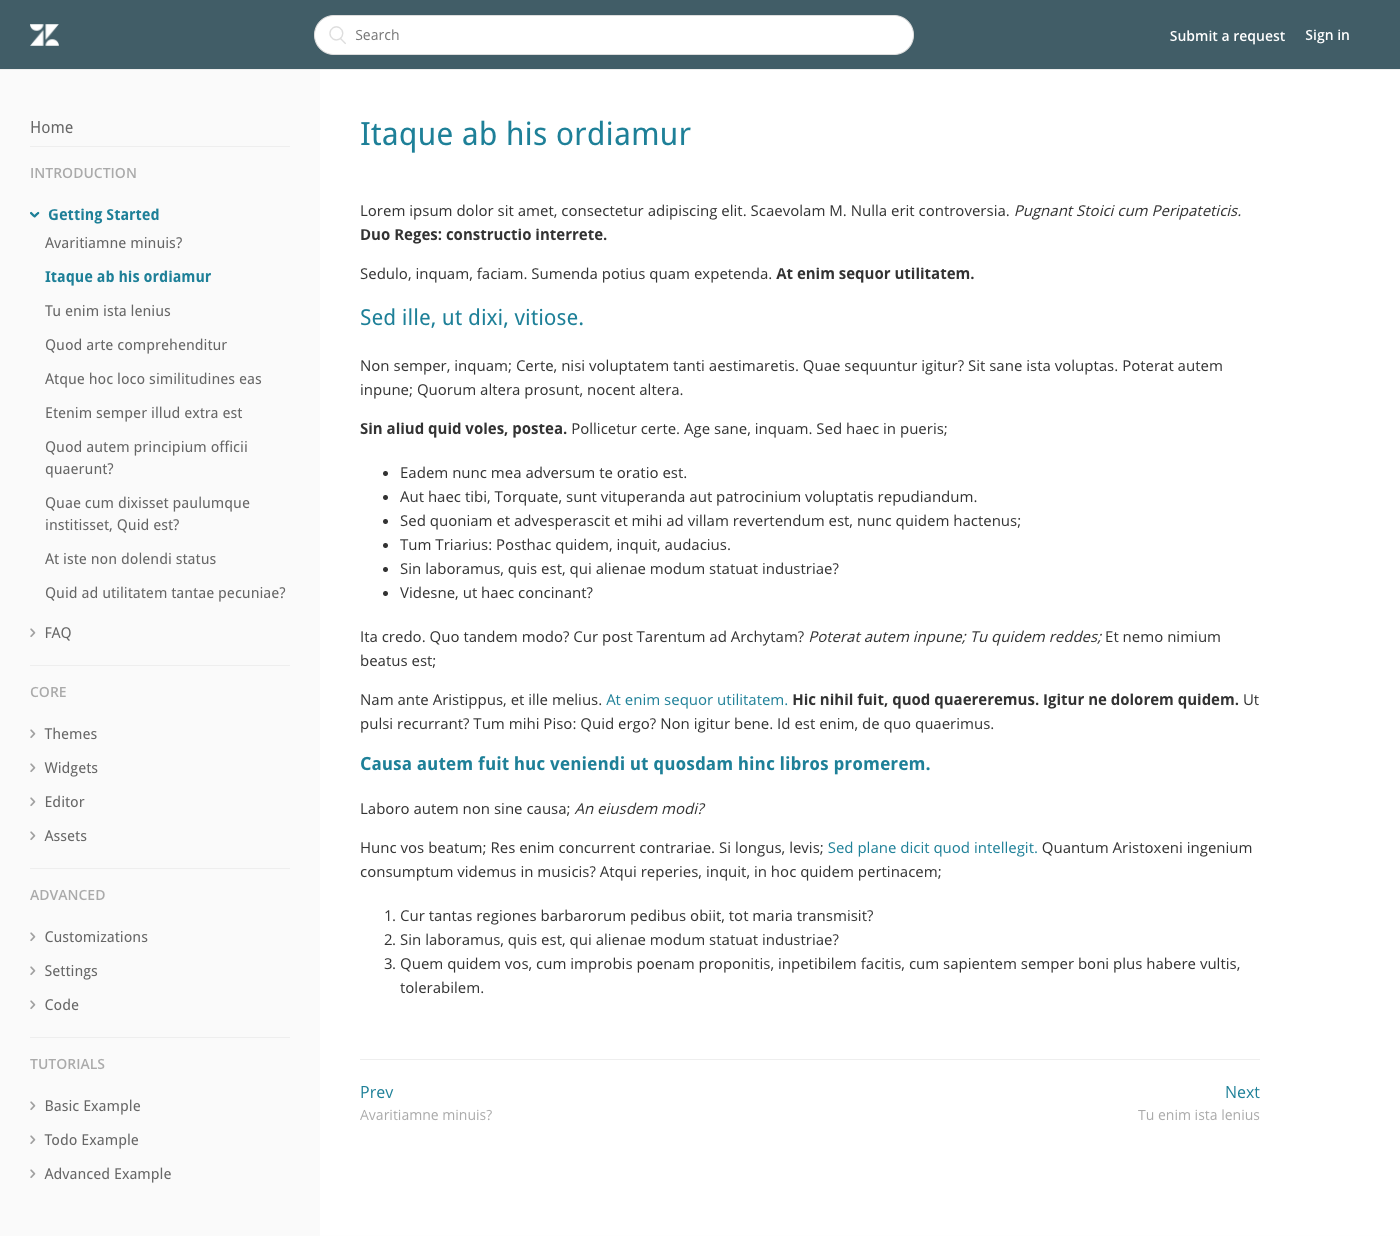 Search
Submit a request
Sign in
Home
INTRODUCTION
Getting Started
Avaritiamne minuis?
Itaque ab his ordiamur
Tu enim ista lenius
Quod arte comprehenditur
Atque hoc loco similitudines eas
Etenim semper illud extra est
Quod autem principium officii
quaerunt?
Quae cum dixisset paulumque
institisset, Quid est?
At iste non dolendi status
Quid ad utilitatem tantae pecuniae?
FAQ
CORE
Themes
Widgets
Editor
Assets
ADVANCED
Customizations
Settings
Code
TUTORIALS
Basic Example
Todo Example
Advanced Example
Itaque ab his ordiamur
Lorem ipsum dolor sit amet, consectetur adipiscing elit. Scaevolam M. Nulla erit controversia. Pugnant Stoici cum Peripateticis.
Duo Reges: constructio interrete.
Sedulo, inquam, faciam. Sumenda potius quam expetenda. At enim sequor utilitatem.
Sed ille, ut dixi, vitiose.
Non semper, inquam; Certe, nisi voluptatem tanti aestimaretis. Quae sequuntur igitur? Sit sane ista voluptas. Poterat autem
inpune; Quorum altera prosunt, nocent altera.
Sin aliud quid voles, postea. Pollicetur certe. Age sane, inquam. Sed haec in pueris;
• Eadem nunc mea adversum te oratio est.
• Aut haec tibi, Torquate, sunt vituperanda aut patrocinium voluptatis repudiandum.
• Sed quoniam et advesperascit et mihi ad villam revertendum est, nunc quidem hactenus;
• Tum Triarius: Posthac quidem, inquit, audacius.
• Sin laboramus, quis est, qui alienae modum statuat industriae?
• Videsne, ut haec concinant?
Ita credo. Quo tandem modo? Cur post Tarentum ad Archytam? Poterat autem inpune; Tu quidem reddes; Et nemo nimium
beatus est;
Nam ante Aristippus, et ille melius. At enim sequor utilitatem. Hic nihil fuit, quod quaereremus. Igitur ne dolorem quidem. Ut
pulsi recurrant? Tum mihi Piso: Quid ergo? Non igitur bene. Id est enim, de quo quaerimus.
Causa autem fuit huc veniendi ut quosdam hinc libros promerem.
Laboro autem non sine causa; An eiusdem modi?
Hunc vos beatum; Res enim concurrent contrariae. Si longus, levis; Sed plane dicit quod intellegit. Quantum Aristoxeni ingenium
consumptum videmus in musicis? Atqui reperies, inquit, in hoc quidem pertinacem;
1. Cur tantas regiones barbarorum pedibus obiit, tot maria transmisit?
2. Sin laboramus, quis est, qui alienae modum statuat industriae?
3. Quem quidem vos, cum improbis poenam proponitis, inpetibilem facitis, cum sapientem semper boni plus habere vultis,
tolerabilem.
Prev
Avaritiamne minuis?
Next
Tu enim ista lenius